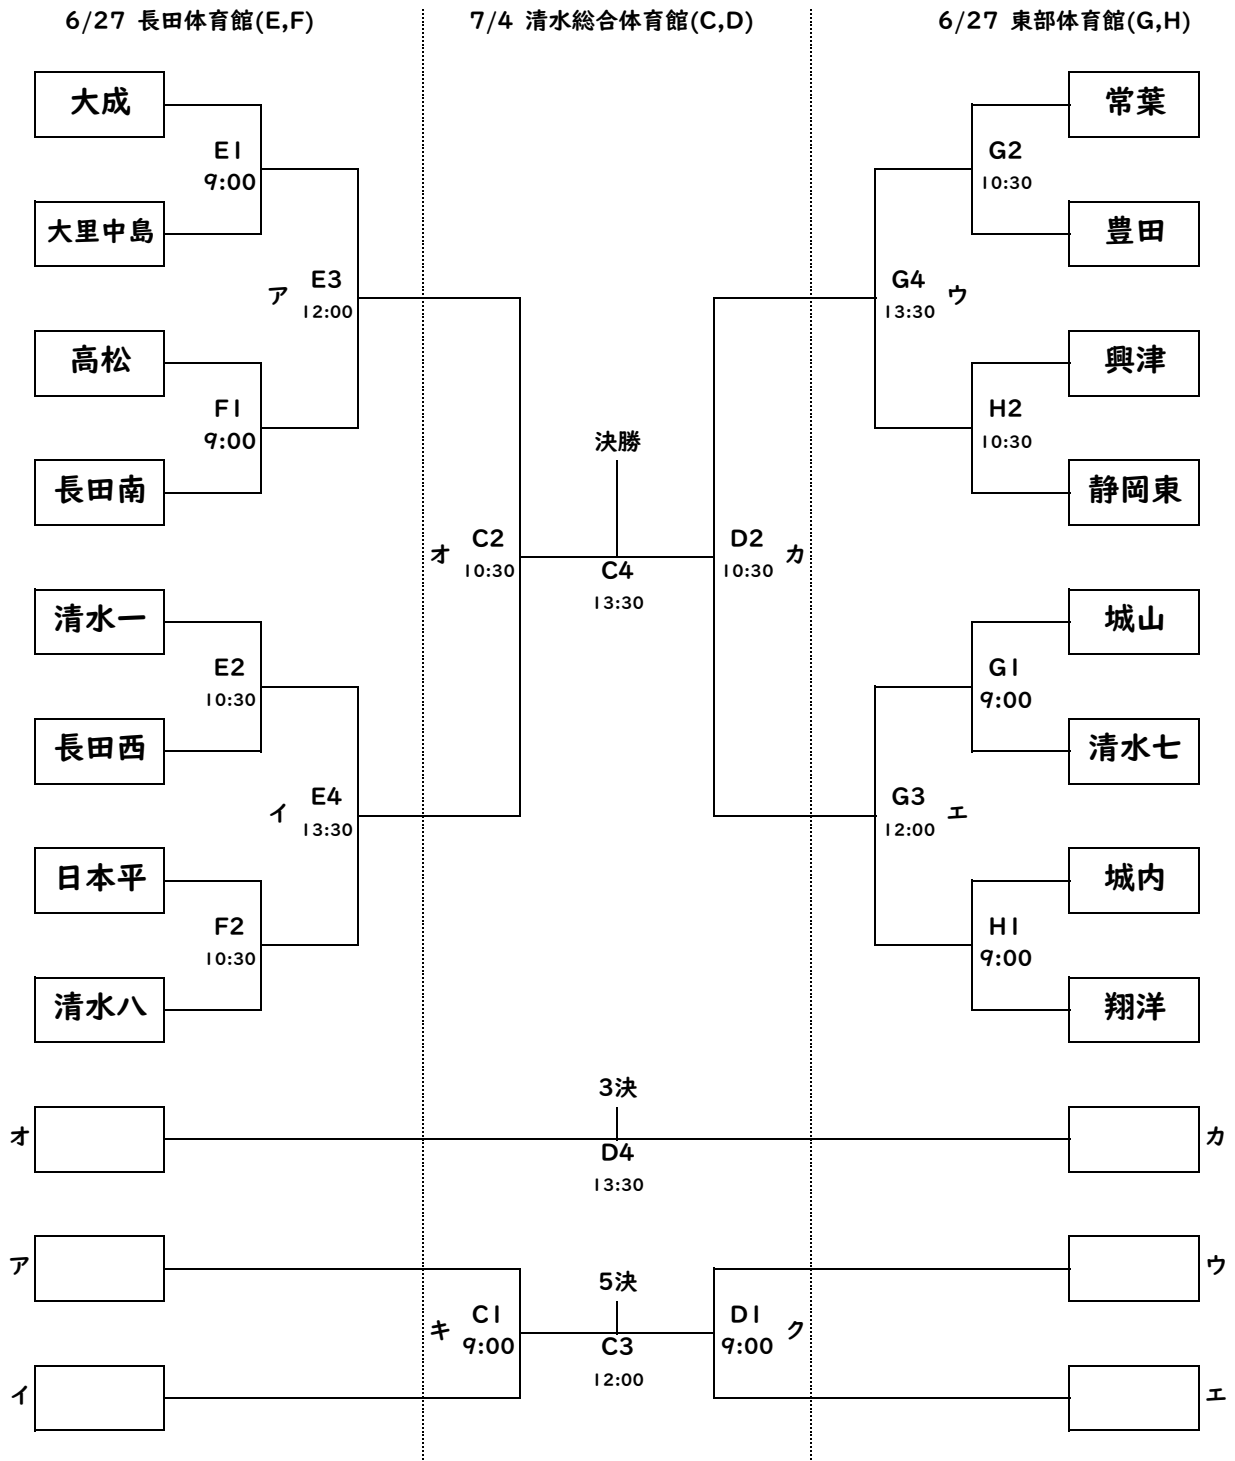 6/27 長田体育館(E,F)
7/4 清水総合体育館(C,D)
6/27 東部体育館(G,H)
大成
E1
9:00
大里中島
ア
E3
12:00
高松
F1
9:00
長田南
清水一
E2
10:30
長田西
イ
E4
13:30
日本平
F2
10:30
清水八
オ
C2
10:30
決勝
C4
13:30
D2
10:30
カ
常葉
G2
10:30
豊田
G4
13:30
ウ
興津
H2
10:30
静岡東
城山
G1
9:00
清水七
G3
12:00
エ
城内
H1
9:00
翔洋
オ
3決
D4
13:30
カ
ア
イ
キ
C1
9:00
5決
C3
12:00
D1
9:00
ク
ウ
エ